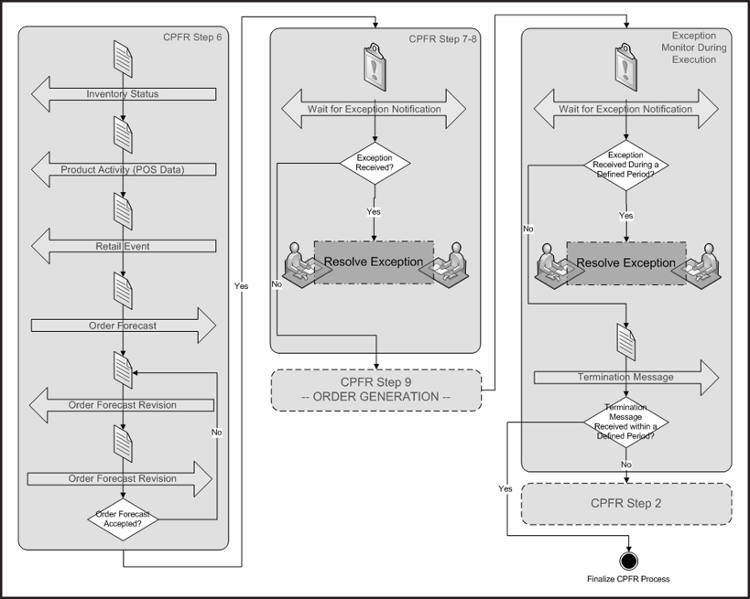 CPFR Step 6
Inventory Status
Product Activity (POS Data)
Retail Event
Order Forecast
Order Forecast Revision
No
Order Forecast Revision
Order Forecast
Accepted?
Yes
CPFR Step 7-8
Wait for Exception Notification
Exception
Received?
Yes
Resolve Exception
No
CPFR Step 9
-- ORDER GENERATION --
Exception
Monitor During
Execution
Wait for Exception Notification
Exception
Received During a
Defined Period?
No
Yes
Resolve Exception
Termination Message
Termination
Message
Received within a
Defined Period?
No
Yes
CPFR Step 2
Finalize CPFR Process